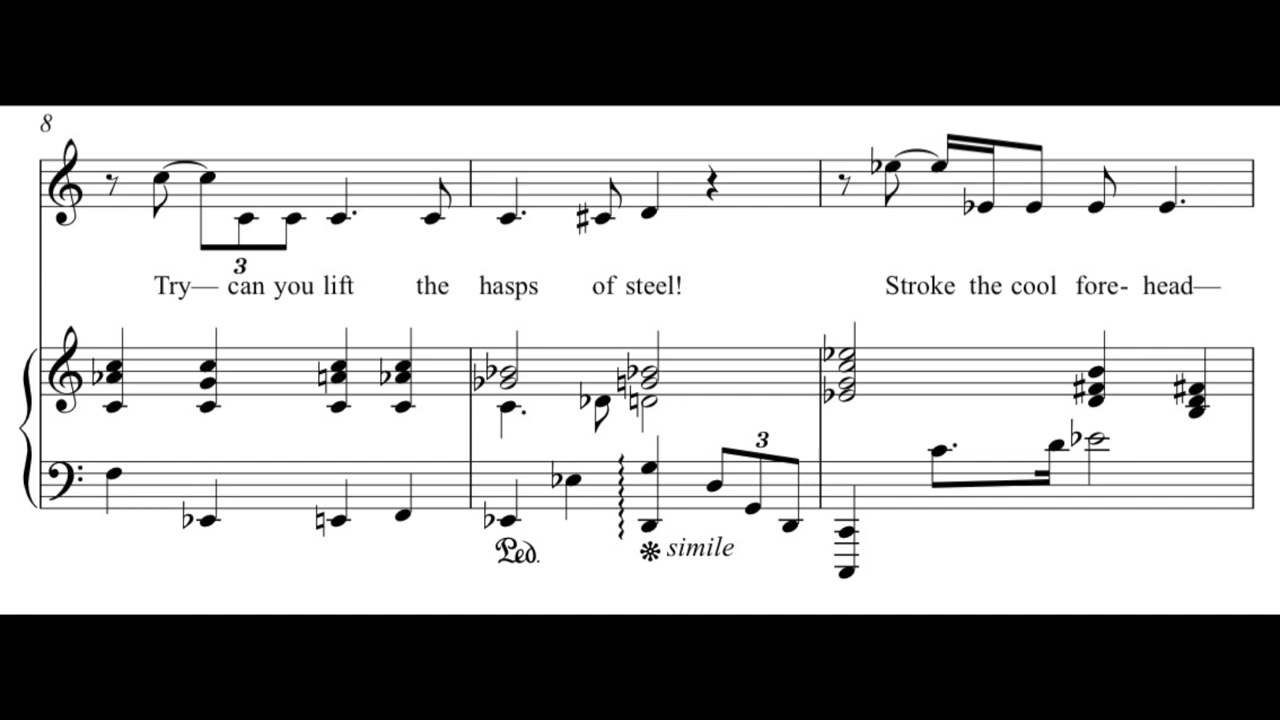 8
3
Try— can you lift the hasps of steel! Stroke the cool fore- head—
3
Ped. simile